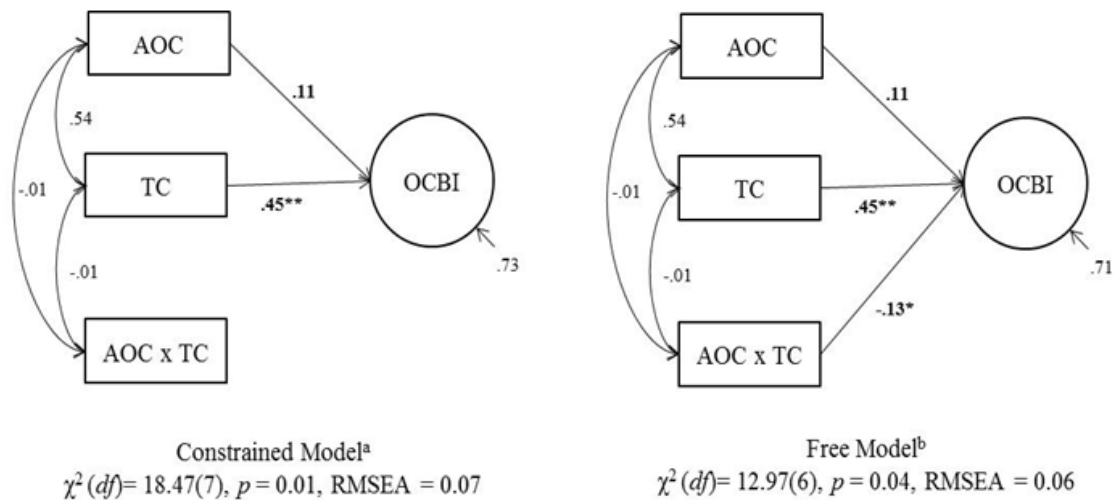 AOC
.11
.54
-.01
TC
.45**
OCBI
.73
-.01
AOC x TC
Constrained Modelᵃ
χ² (df)= 18.47(7), p = 0.01, RMSEA = 0.07
AOC
.11
.54
-.01
TC
.45**
OCBI
.71
-.01
-.13*
AOC x TC
Free Modelᵇ
χ² (df)= 12.97(6), p = 0.04, RMSEA = 0.06